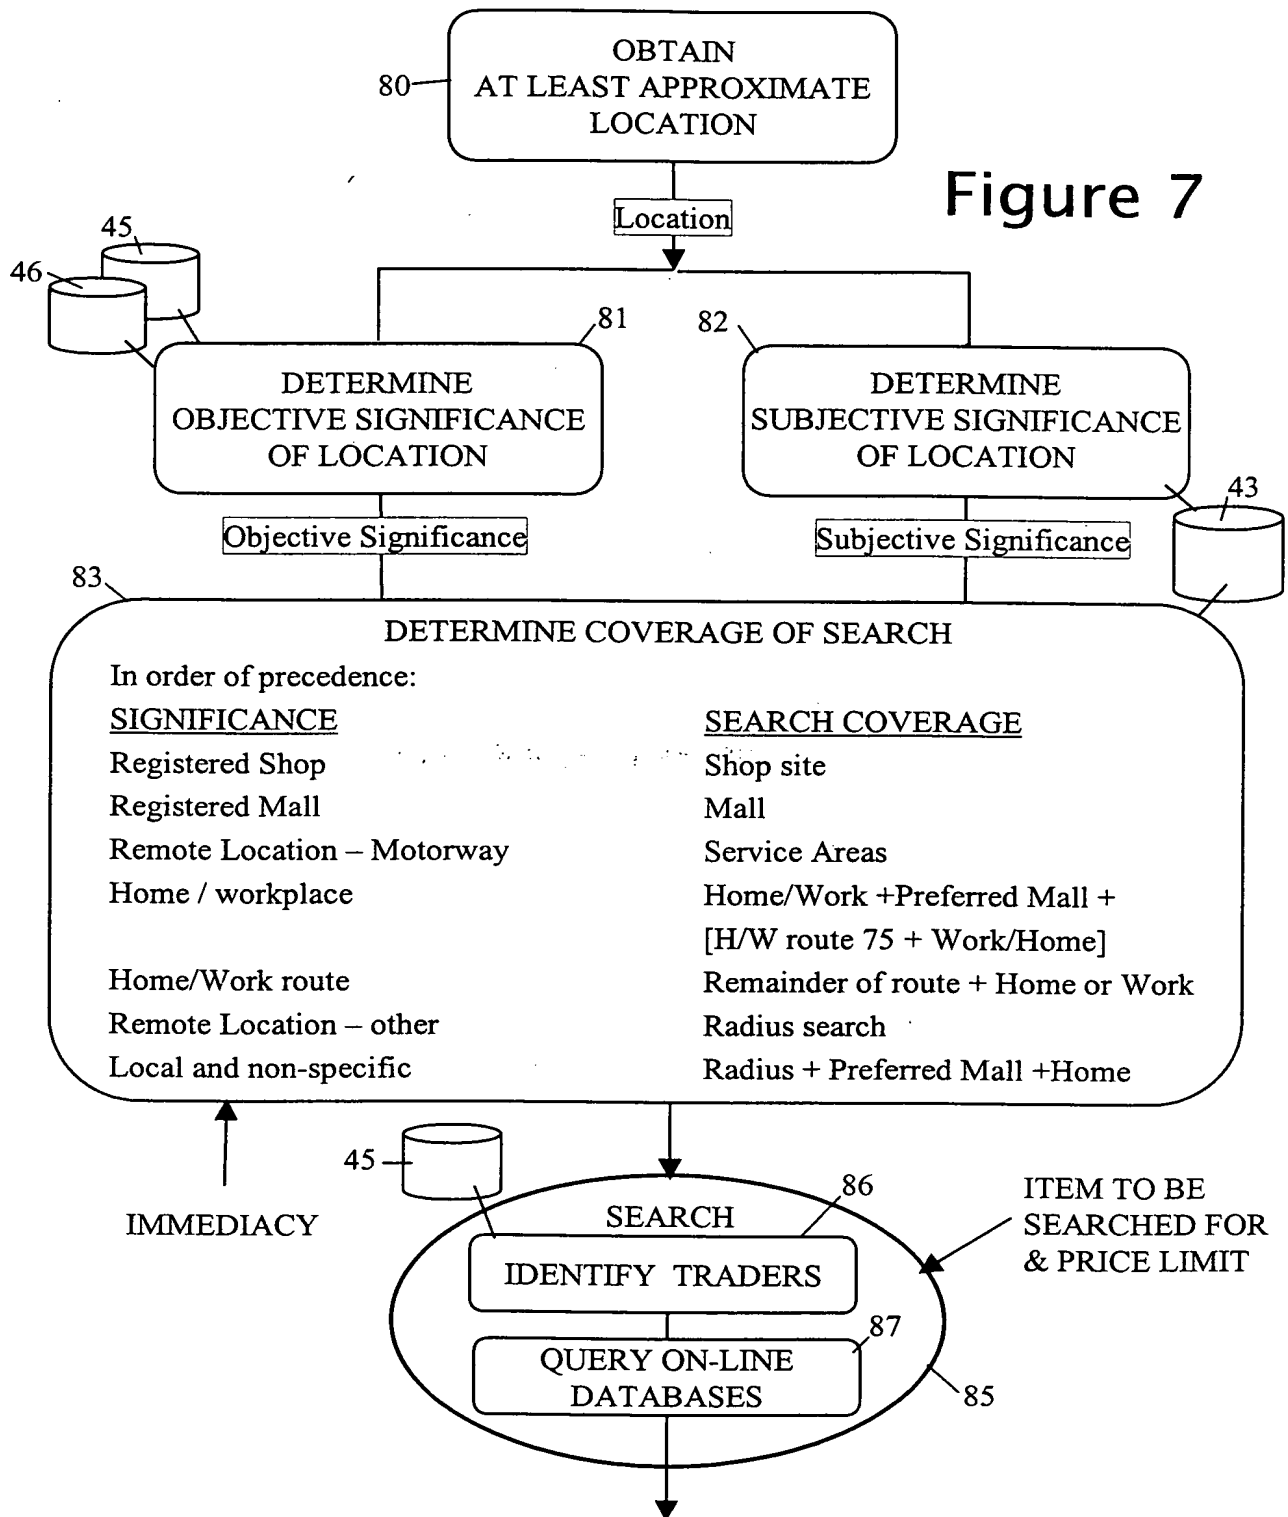 OBTAIN
AT LEAST APPROXIMATE
LOCATION
80
Figure 7
Location
45
46
81
82
DETERMINE
OBJECTIVE SIGNIFICANCE
OF LOCATION
DETERMINE
SUBJECTIVE SIGNIFICANCE
OF LOCATION
43
Objective Significance
Subjective Significance
83
DETERMINE COVERAGE OF SEARCH
In order of precedence:
SIGNIFICANCE
SEARCH COVERAGE
Registered Shop
Shop site
Registered Mall
Mall
Remote Location – Motorway
Service Areas
Home / workplace
Home/Work +Preferred Mall +
[H/W route 75 + Work/Home]
Home/Work route
Remainder of route + Home or Work
Remote Location – other
Radius search
Local and non-specific
Radius + Preferred Mall +Home
IMMEDIACY
45
SEARCH
86
IDENTIFY TRADERS
87
QUERY ON-LINE
DATABASES
85
ITEM TO BE
SEARCHED FOR
& PRICE LIMIT